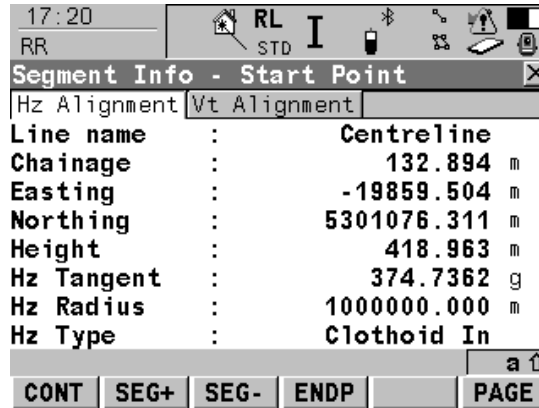 17:20
RR
RL
STD
I
Segment Info - Start Point
Hz Alignment Vt Alignment
Line name : Centreline
Chainage : 132.894 m
Easting : -19859.504 m
Northing : 5301076.311 m
Height : 418.963 m
Hz Tangent : 374.7362 g
Hz Radius : 1000000.000 m
Hz Type : Clothoid In
a
CONT SEG+ SEG- ENDP PAGE